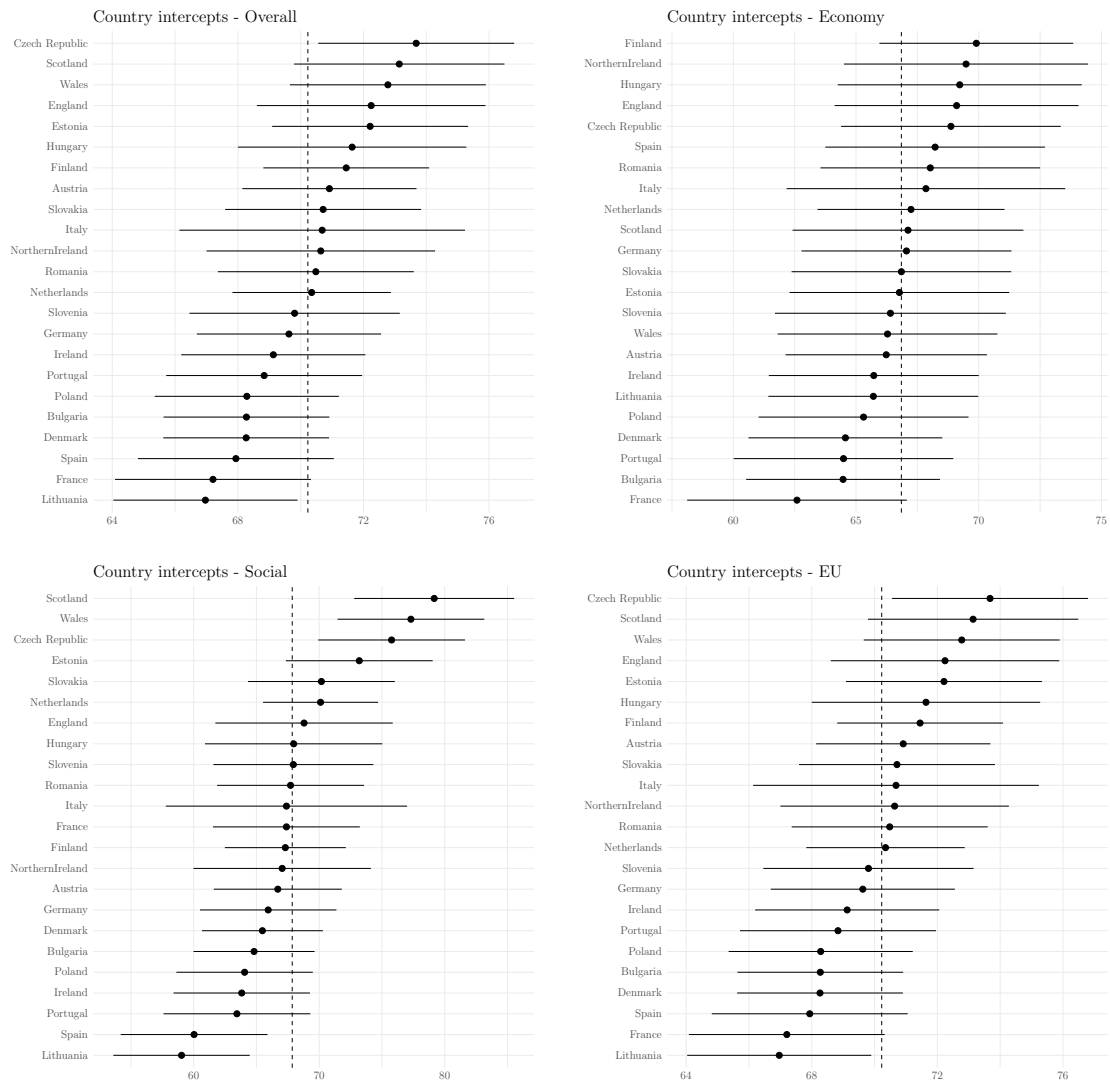 Country intercepts - Overall
Czech Republic
Scotland
Wales
England
Estonia
Hungary
Finland
Austria
Slovakia
Italy
NorthernIreland
Romania
Netherlands
Slovenia
Germany
Ireland
Portugal
Poland
Bulgaria
Denmark
Spain
France
Lithuania
64 68 72 76
Country intercepts - Economy
Finland
NorthernIreland
Hungary
England
Czech Republic
Spain
Romania
Italy
Netherlands
Scotland
Germany
Slovakia
Estonia
Slovenia
Wales
Austria
Ireland
Lithuania
Poland
Denmark
Portugal
Bulgaria
France
60 65 70 75
Country intercepts - Social
Scotland
Wales
Czech Republic
Estonia
Slovakia
Netherlands
England
Hungary
Slovenia
Romania
Italy
France
Finland
NorthernIreland
Austria
Germany
Denmark
Bulgaria
Poland
Ireland
Portugal
Spain
Lithuania
60 70 80
Country intercepts - EU
Czech Republic
Scotland
Wales
England
Estonia
Hungary
Finland
Austria
Slovakia
Italy
NorthernIreland
Romania
Netherlands
Slovenia
Germany
Ireland
Portugal
Poland
Bulgaria
Denmark
Spain
France
Lithuania
64 68 72 76